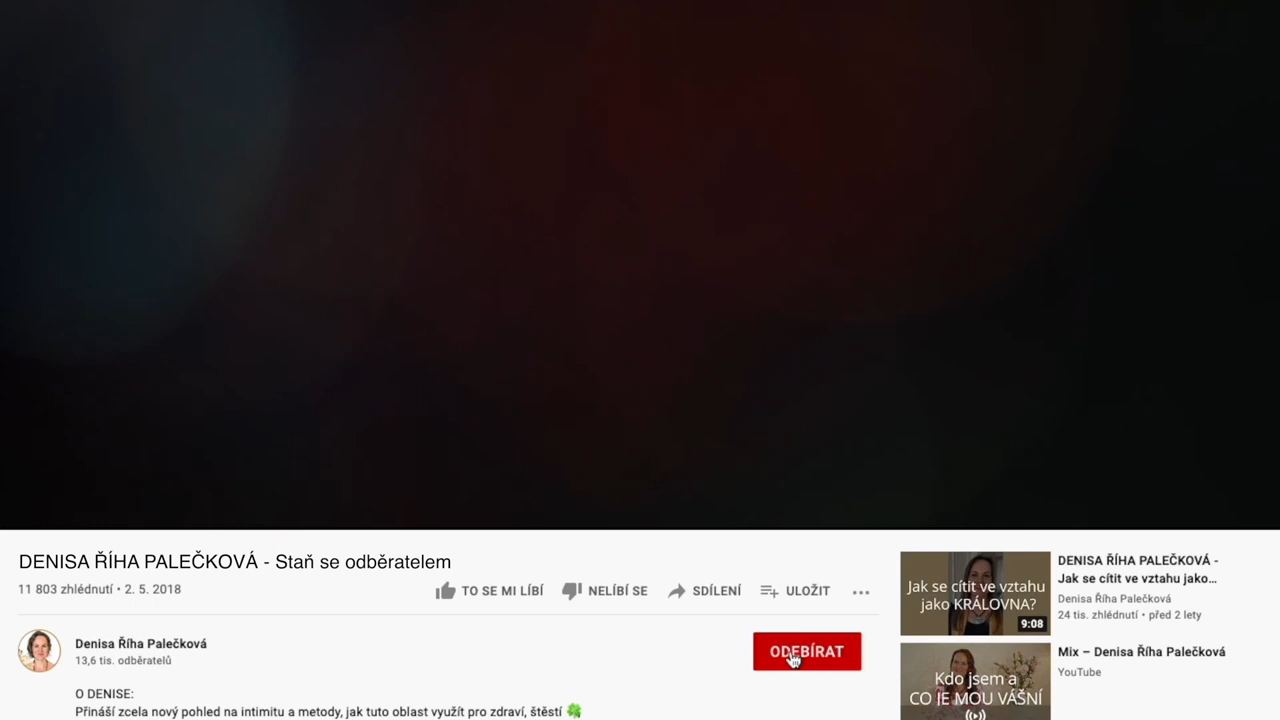 DENISA ŘÍHA PALEČKOVÁ - Staň se odběratelem
11 803 zhlédnutí • 2. 5. 2018
TO SE MI LÍBÍ
NELÍBÍ SE
SDÍLENÍ
ULOŽIT
Denisa Říha Palečková
13,6 tis. odběratelů
ODEBÍRAT
O DENISE:
Přináší zcela nový pohled na intimitu a metody, jak tuto oblast využít pro zdraví, štěstí
Jak se cítit ve vztahu
jako KRÁLOVNA?
9:08
DENISA ŘÍHA PALEČKOVÁ -
Jak se cítit ve vztahu jako...
Denisa Říha Palečková
24 tis. zhlédnutí • před 2 lety
Kdo jsem a
CO JE MOU VÁŠNÍ
Mix – Denisa Říha Palečková
YouTube